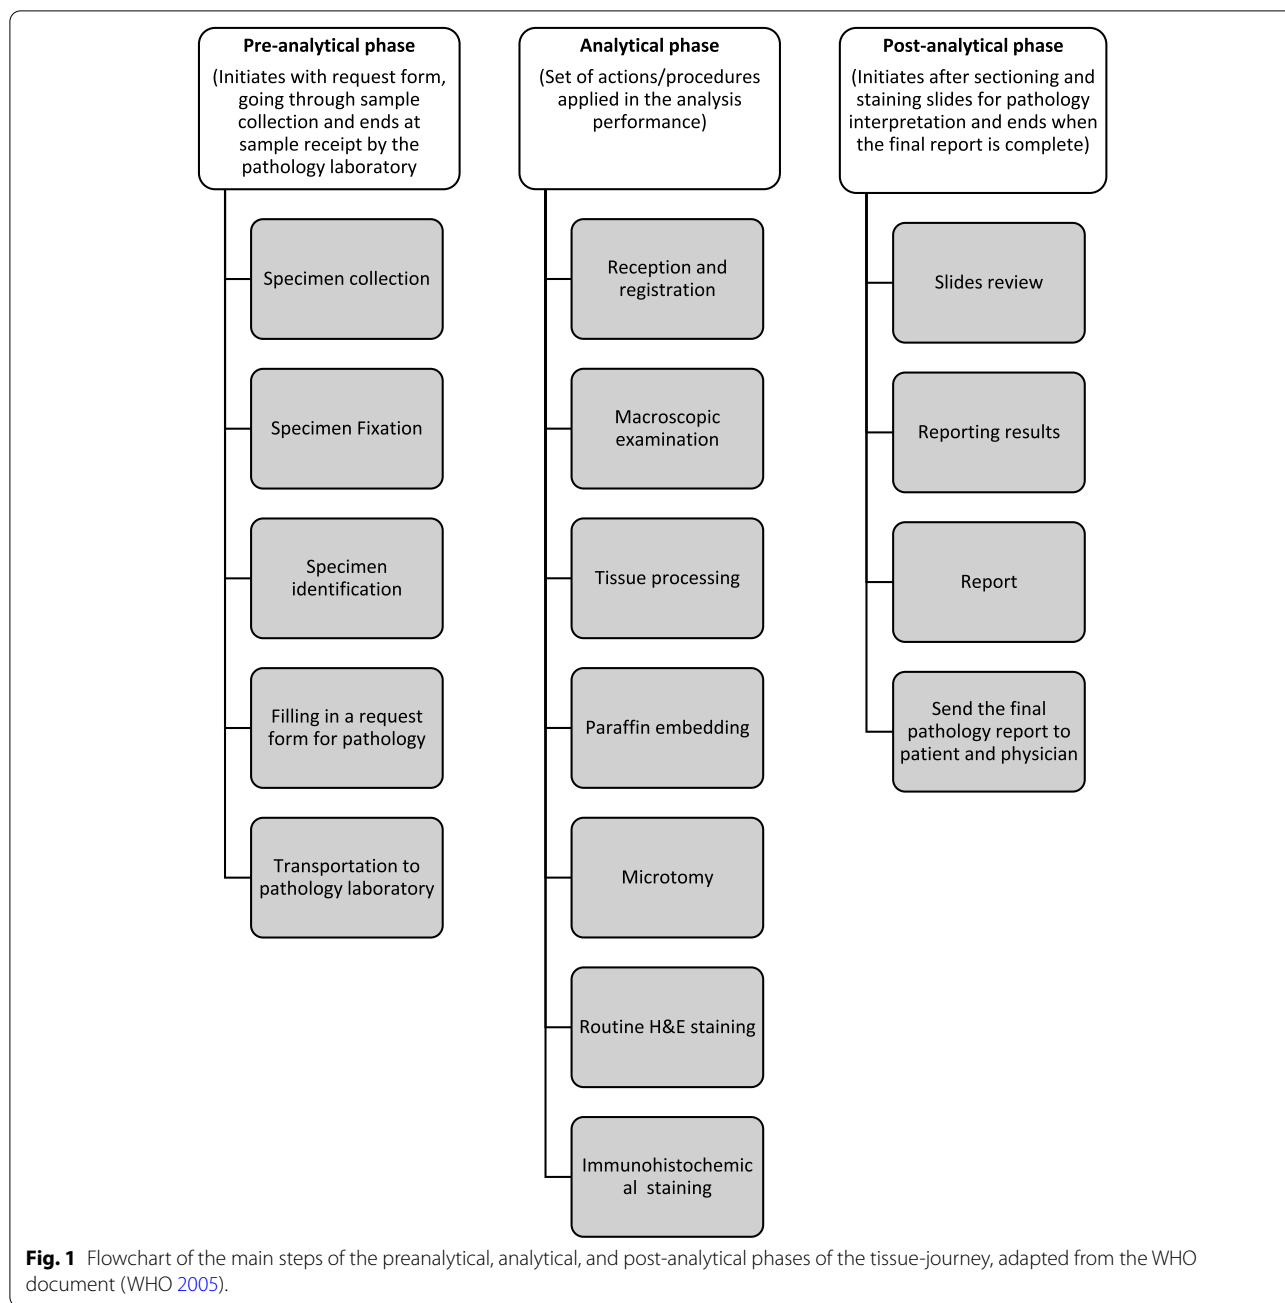 Pre-analytical phase
(Initiates with request form,
going through sample
collection and ends at
sample receipt by the
pathology laboratory
Specimen collection
Specimen Fixation
Specimen
identification
Filling in a request
form for pathology
Transportation to
pathology laboratory
Analytical phase
(Set of actions/procedures
applied in the analysis
performance)
Reception and
registration
Macroscopic
examination
Tissue processing
Paraffin embedding
Microtomy
Routine H&E staining
Immunohistochemic
al  staining
Post-analytical phase
(Initiates after sectioning and
staining slides for pathology
interpretation and ends when
the final report is complete)
Slides review
Reporting results
Report
Send the final
pathology report to
patient and physician
Fig. 1 Flowchart of the main steps of the preanalytical, analytical, and post-analytical phases of the tissue-journey, adapted from the WHO
document (WHO 2005).